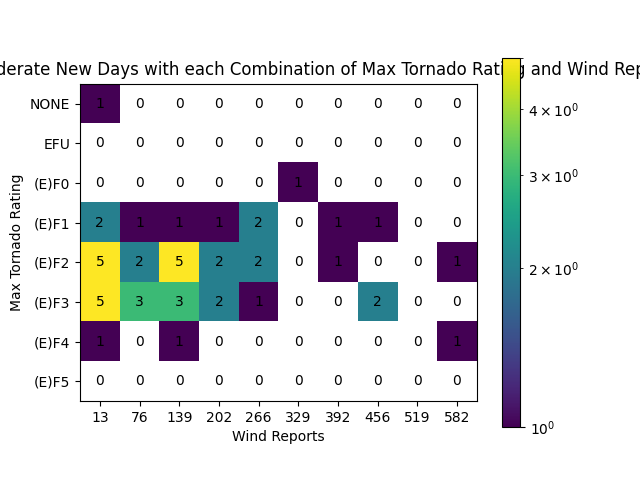 derate New Days with each Combination of Max Tornado Rating and Wind Rep
Max Tornado Rating
NONE 1 0 0 0 0 0 0 0 0 0
EFU 0 0 0 0 0 0 0 0 0 0
(E)F0 0 0 0 0 0 1 0 0 0 0
(E)F1 2 1 1 1 2 0 1 1 0 0
(E)F2 5 2 5 2 2 0 1 0 0 1
(E)F3 5 3 3 2 1 0 0 2 0 0
(E)F4 1 0 1 0 0 0 0 0 0 1
(E)F5 0 0 0 0 0 0 0 0 0 0
13 76 139 202 266 329 392 456 519 582
Wind Reports
4 × 10⁰
3 × 10⁰
2 × 10⁰
10⁰